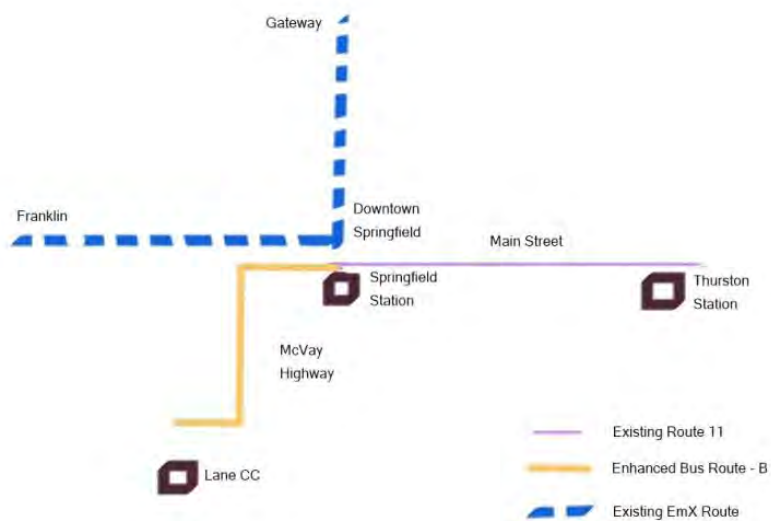 Gateway
Franklin
Downtown
Springfield
Main Street
Springfield
Station
Thurston
Station
McVay
Highway
Existing Route 11
Enhanced Bus Route - B
Lane CC
Existing EmX Route